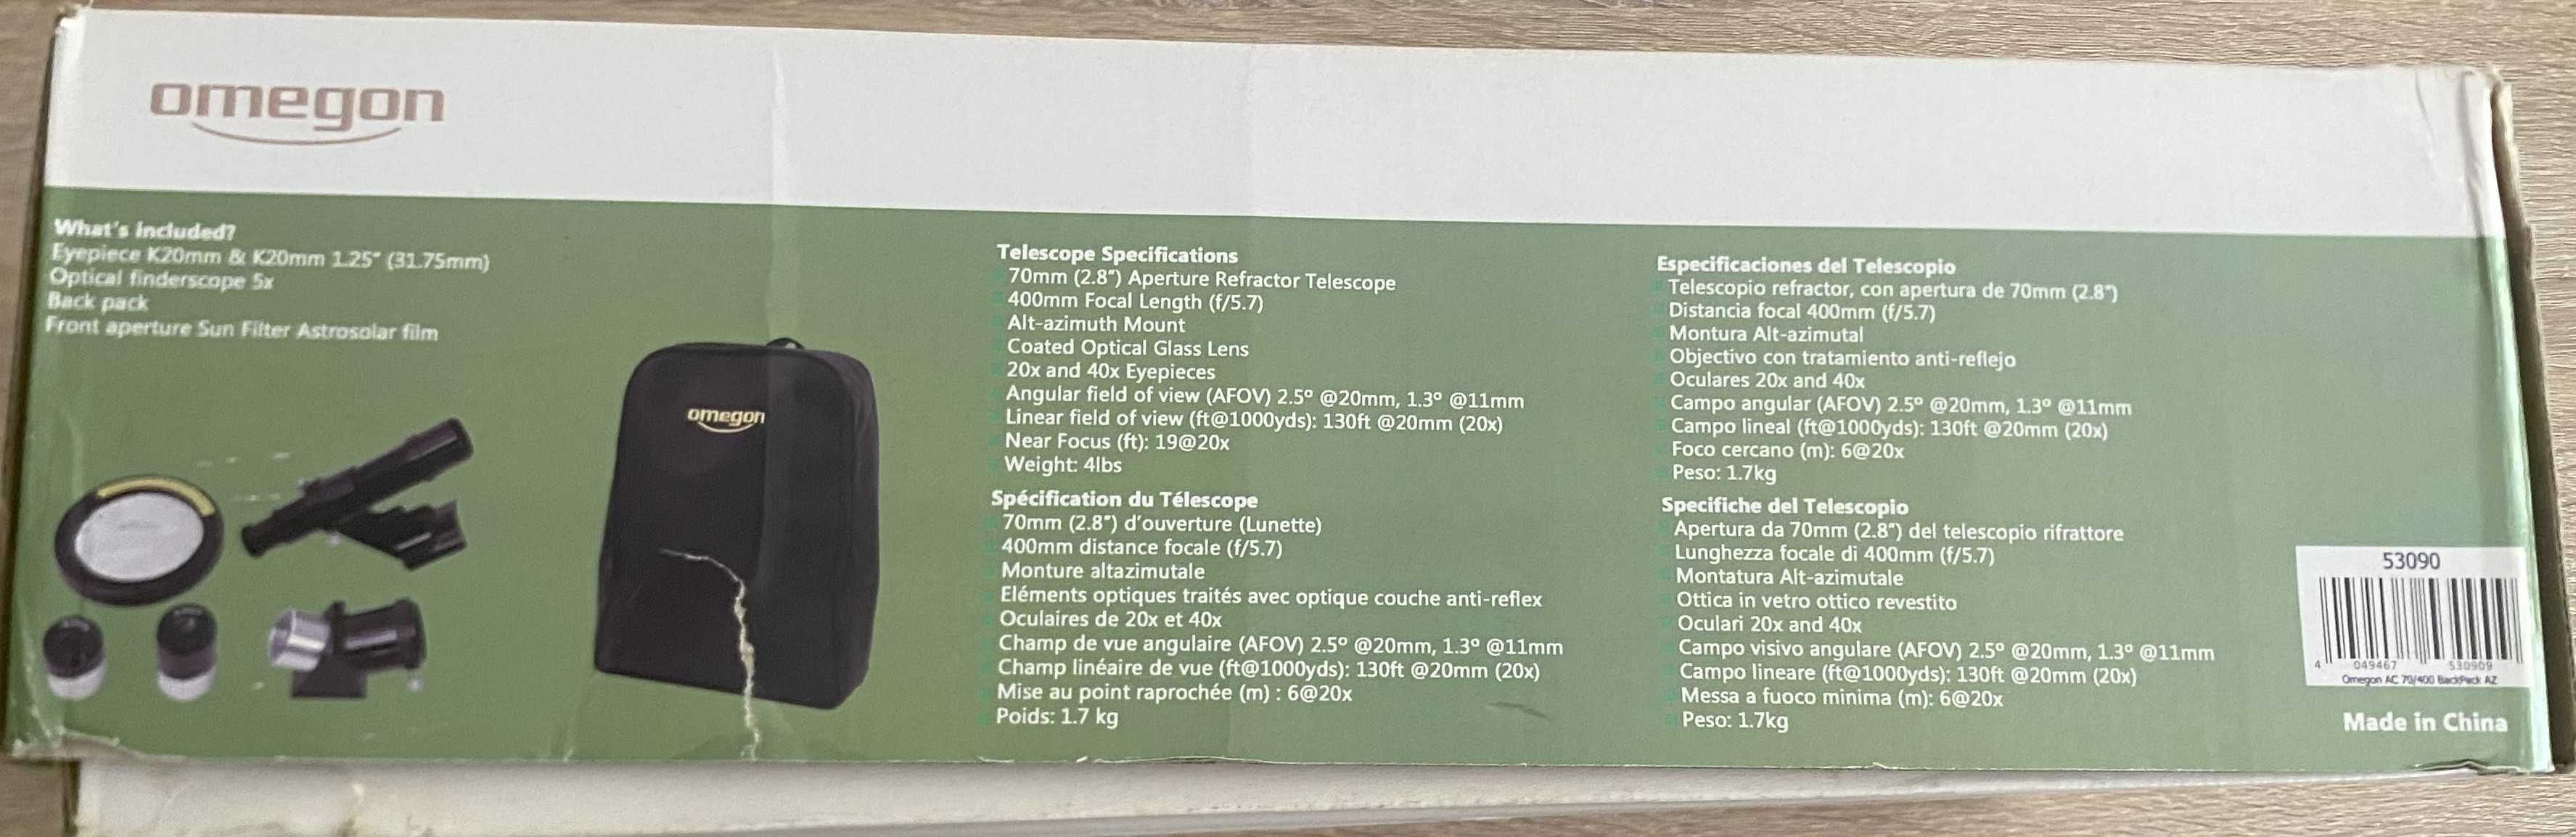 omegon
What's included?
Eyepiece K20mm & K20mm 1.25" (31.75mm)
Optical finderscope 5x
Back pack
Front aperture Sun Filter Astrosolar film
omegon
Telescope Specifications
70mm (2.8") Aperture Refractor Telescope
400mm Focal Length (f/5.7)
Alt-azimuth Mount
Coated Optical Glass Lens
20x and 40x Eyepieces
Angular field of view (AFOV) 2.5º @20mm, 1.3º @11mm
Linear field of view (ft@1000yds): 130ft @20mm (20x)
Near Focus (ft): 19@20x
Weight: 4lbs
Spécification du Télescope
70mm (2.8") d'ouverture (Lunette)
400mm distance focale (f/5.7)
Monture altazimutale
Eléments optiques traités avec optique couche anti-reflex
Oculaires de 20x et 40x
Champ de vue angulaire (AFOV) 2.5º @20mm, 1.3º @11mm
Champ linéaire de vue (ft@1000yds): 130ft @20mm (20x)
Mise au point raprochée (m) : 6@20x
Poids: 1.7 kg
Especificaciones del Telescopio
Telescopio refractor, con apertura de 70mm (2.8")
Distancia focal 400mm (f/5.7)
Montura Alt-azimutal
Objectivo con tratamiento anti-reflejo
Oculares 20x and 40x
Campo angular (AFOV) 2.5º @20mm, 1.3º @11mm
Campo lineal (ft@1000yds): 130ft @20mm (20x)
Foco cercano (m): 6@20x
Peso: 1.7kg
Specifiche del Telescopio
Apertura da 70mm (2.8") del telescopio rifrattore
Lunghezza focale di 400mm (f/5.7)
Montatura Alt-azimutale
Ottica in vetro ottico revestito
Oculari 20x and 40x
Campo visivo angulare (AFOV) 2.5º @20mm, 1.3º @11mm
Campo lineare (ft@1000yds): 130ft @20mm (20x)
Messa a fuoco minima (m): 6@20x
Peso: 1.7kg
53090
4 049467 530909
Omegon AC 70/400 BackPack AZ
Made in China